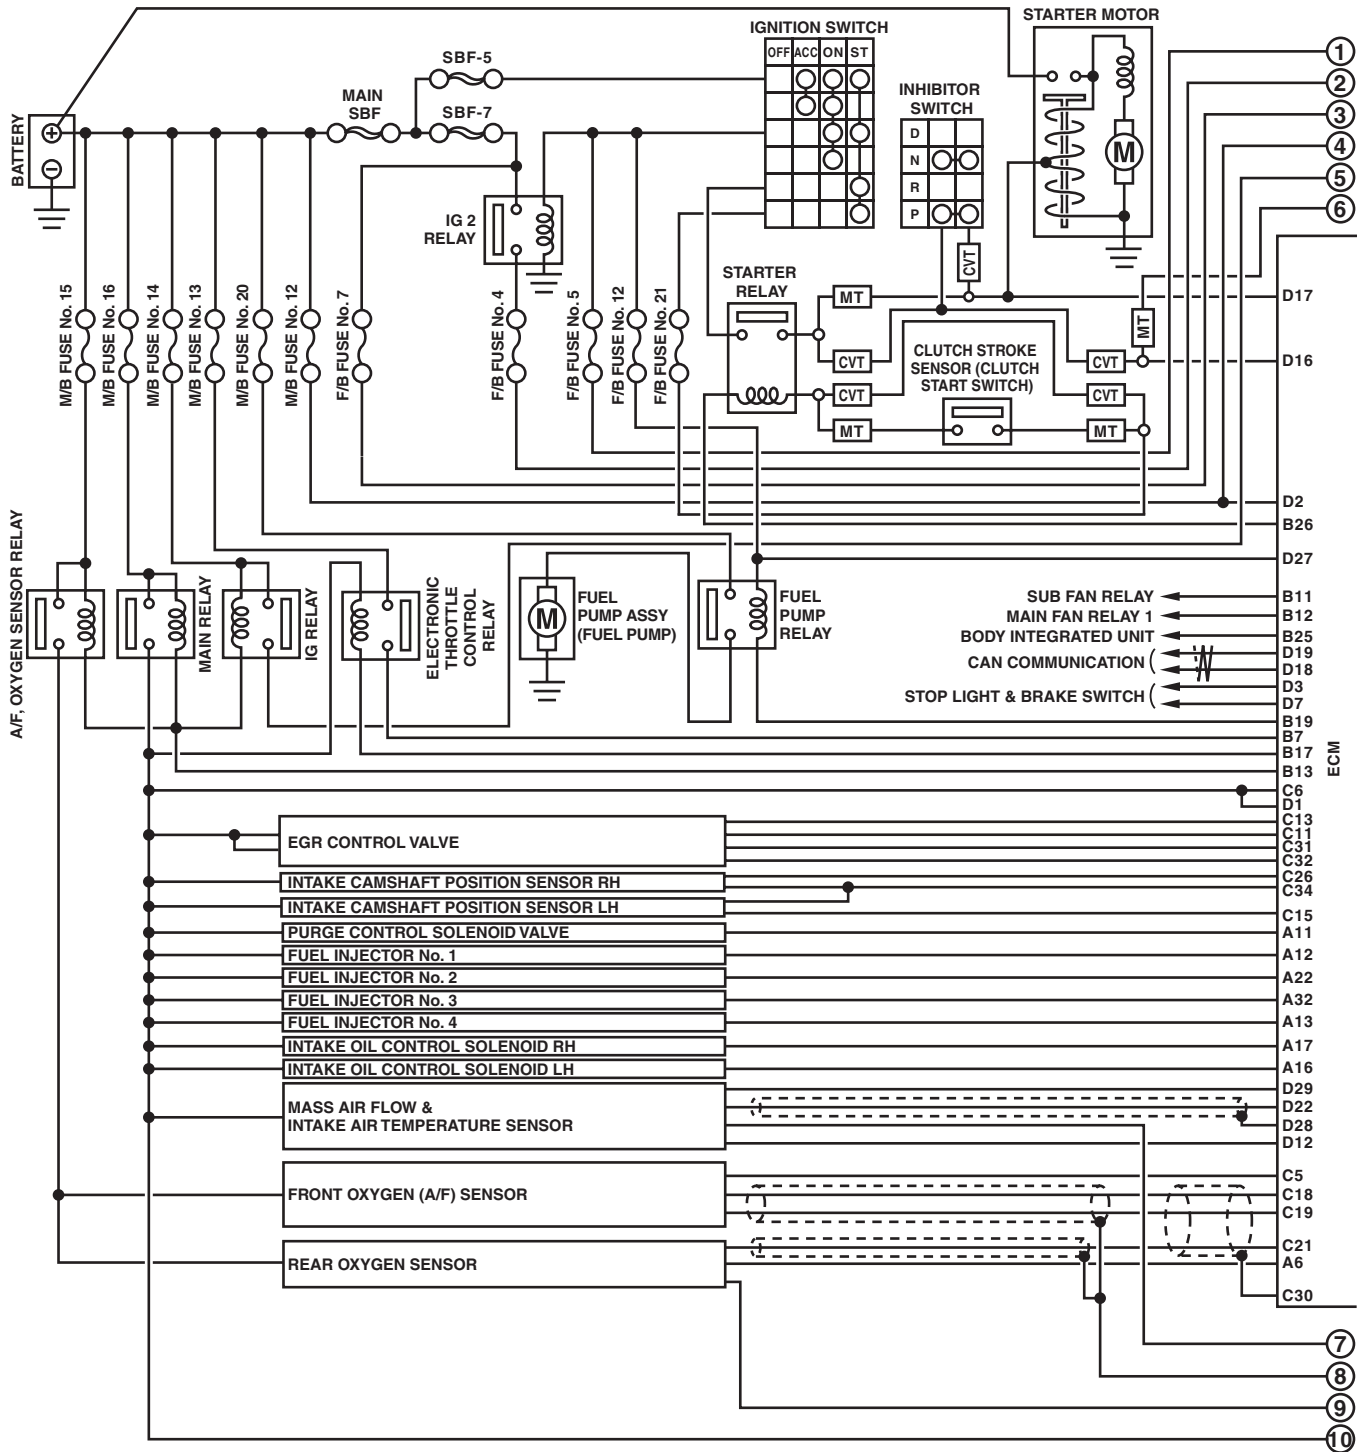 STARTER MOTOR
IGNITION SWITCH
OFF ACC ON ST
SBF-5
1
2
INHIBITOR
SWITCH
MAIN
SBF
SBF-7
3
BATTERY
+
-
D
N
R
P
M
4
5
6
IG 2
RELAY
CVT
STARTER
RELAY
M/B FUSE No. 15
M/B FUSE No. 16
M/B FUSE No. 14
M/B FUSE No. 13
M/B FUSE No. 20
M/B FUSE No. 12
F/B FUSE No. 7
F/B FUSE No. 4
F/B FUSE No. 5
F/B FUSE No. 12
F/B FUSE No. 21
MT
D17
MT
CLUTCH STROKE
SENSOR (CLUTCH
START SWITCH)
CVT
CVT
D16
CVT
CVT
MT
MT
D2
B26
D27
A/F, OXYGEN SENSOR RELAY
MAIN RELAY
IG RELAY
ELECTRONIC
THROTTLE
CONTROL
RELAY
M
FUEL
PUMP ASSY
(FUEL PUMP)
FUEL
PUMP
RELAY
SUB FAN RELAY
B11
MAIN FAN RELAY 1
B12
BODY INTEGRATED UNIT
B25
CAN COMMUNICATION
D19
D18
STOP LIGHT & BRAKE SWITCH
D3
D7
B19
B7
B17
B13
ECM
C6
D1
EGR CONTROL VALVE
C13
C11
C31
C32
INTAKE CAMSHAFT POSITION SENSOR RH
C26
C34
INTAKE CAMSHAFT POSITION SENSOR LH
C15
PURGE CONTROL SOLENOID VALVE
A11
FUEL INJECTOR No. 1
A12
FUEL INJECTOR No. 2
A22
FUEL INJECTOR No. 3
A32
FUEL INJECTOR No. 4
A13
INTAKE OIL CONTROL SOLENOID RH
A17
INTAKE OIL CONTROL SOLENOID LH
A16
MASS AIR FLOW &
INTAKE AIR TEMPERATURE SENSOR
D29
D22
D28
D12
FRONT OXYGEN (A/F) SENSOR
C5
C18
C19
REAR OXYGEN SENSOR
C21
A6
C30
7
8
9
10